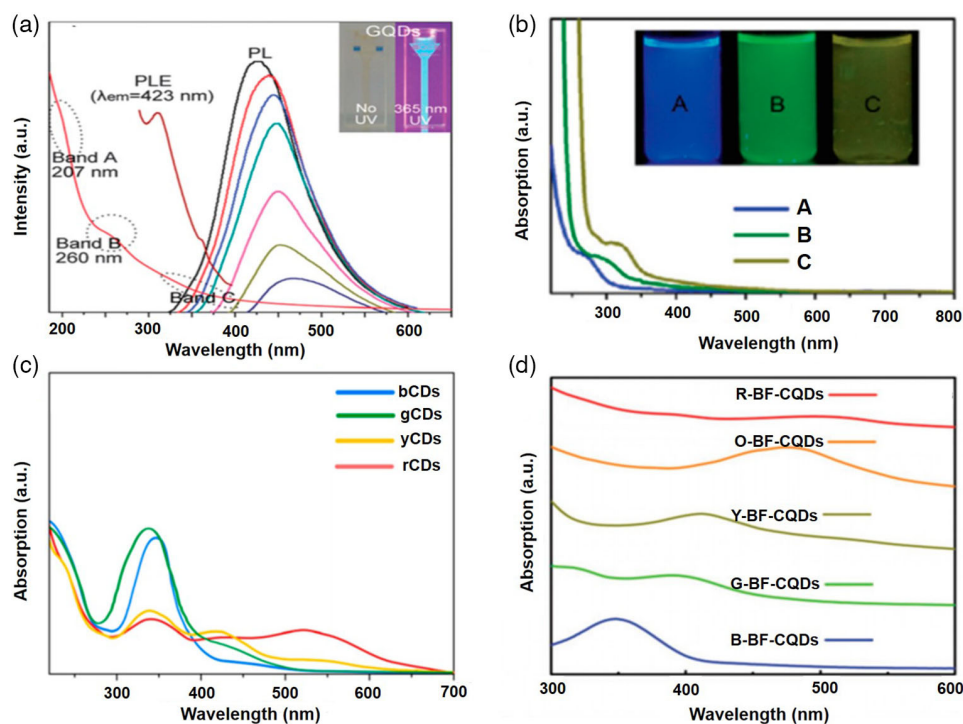 (a)
GQDs
No
UV
365 nm
UV
PL
PLE
(λem=423 nm)
Band A
207 nm
Band B
260 nm
Band C
Intensity (a.u.)
200 300 400 500 600
Wavelength (nm)
(b)
A B C
A
B
C
Absorption (a.u.)
300 400 500 600 700 800
Wavelength (nm)
(c)
bCDs
gCDs
yCDs
rCDs
Absorption (a.u.)
300 400 500 600 700
Wavelength (nm)
(d)
R-BF-CQDs
O-BF-CQDs
Y-BF-CQDs
G-BF-CQDs
B-BF-CQDs
Absorption (a.u.)
300 400 500 600
Wavelength (nm)